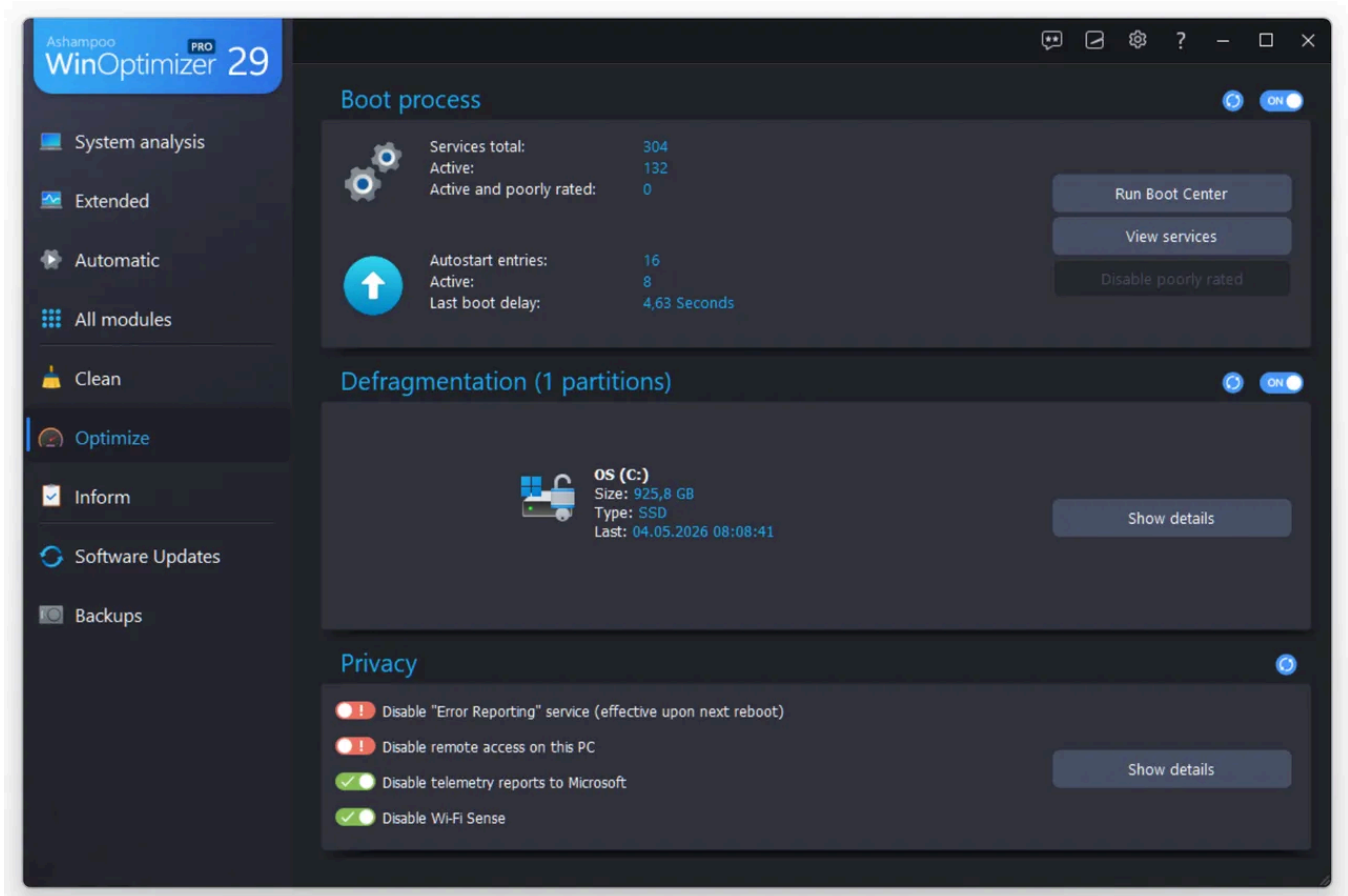 Ashampoo
WinOptimizer PRO 29
System analysis
Extended
Automatic
All modules
Clean
Optimize
Inform
Software Updates
Backups
?
Boot process
ON
Services total: 304
Active: 132
Active and poorly rated: 0
Autostart entries: 16
Active: 8
Last boot delay: 4,63 Seconds
Run Boot Center
View services
Disable poorly rated
Defragmentation (1 partitions)
ON
OS (C:)
Size: 925,8 GB
Type: SSD
Last: 04.05.2026 08:08:41
Show details
Privacy
! Disable "Error Reporting" service (effective upon next reboot)
! Disable remote access on this PC
Disable telemetry reports to Microsoft
Disable Wi-Fi Sense
Show details